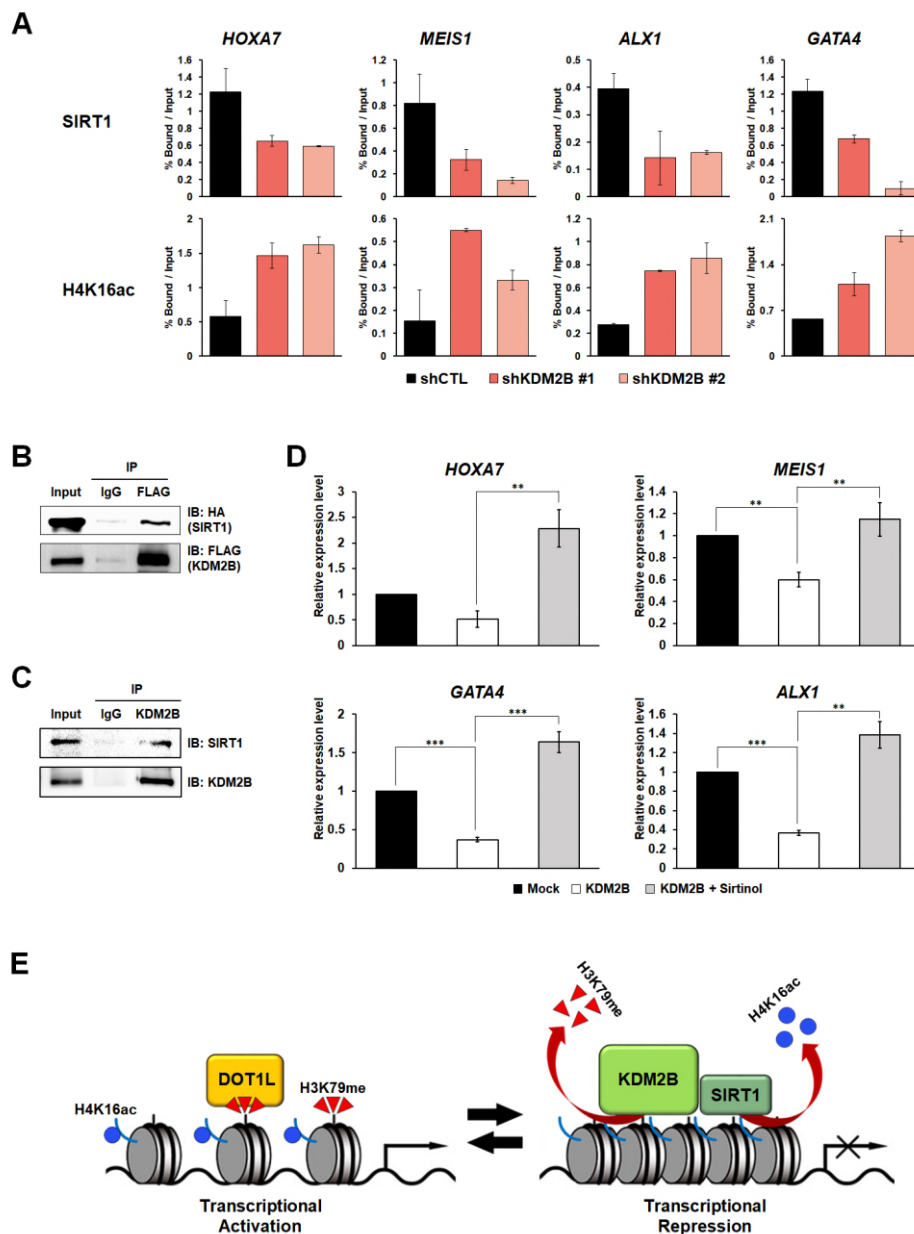 A
HOXA7
MEIS1
ALX1
GATA4
SIRT1
% Bound / Input
1.6
1.4
1.2
1
0.8
0.6
0.4
0.2
0
% Bound / Input
1.2
1
0.8
0.6
0.4
0.2
0
% Bound / Input
0.5
0.4
0.3
0.2
0.1
0
% Bound / Input
1.6
1.4
1.2
1
0.8
0.6
0.4
0.2
0
H4K16ac
% Bound / Input
2
1.5
1
0.5
0
% Bound / Input
0.6
0.5
0.4
0.3
0.2
0.1
0
% Bound / Input
1.2
1
0.8
0.6
0.4
0.2
0
% Bound / Input
2.1
1.4
0.7
0
shCTL shKDM2B #1 shKDM2B #2
B
IP
Input IgG FLAG
IB: HA
(SIRT1)
IB: FLAG
(KDM2B)
C
IP
Input IgG KDM2B
IB: SIRT1
IB: KDM2B
D
HOXA7
Relative expression level
3
2.5
2
1.5
1
0.5
0
**
MEIS1
Relative expression level
1.4
1.2
1
0.8
0.6
0.4
0.2
0
**
**
GATA4
Relative expression level
2
1.5
1
0.5
0
***
***
ALX1
Relative expression level
1.6
1.4
1.2
1
0.8
0.6
0.4
0.2
0
***
**
Mock KDM2B KDM2B + Sirtinol
E
H4K16ac
DOT1L
H3K79me
Transcriptional
Activation
H3K79me
H4K16ac
KDM2B
SIRT1
Transcriptional
Repression